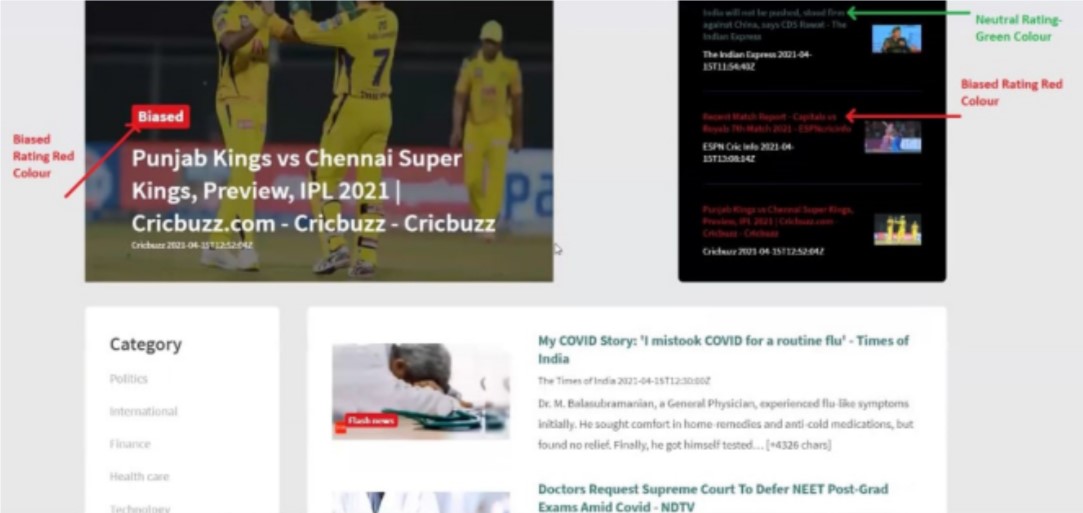 Biased
Rating Red
Colour
Biased
Punjab Kings vs Chennai Super
Kings, Preview, IPL 2021 |
Cricbuzz.com - Cricbuzz - Cricbuzz
Cricbuzz 2021-04-15T12:52:04Z
7
pa
India will not be pushed, stand firm
against China, says CDS Rawat - The
Indian Express
The Indian Express 2021-04-
15T11:54:40Z
Neutral Rating-
Green Colour
Biased Rating Red
Colour
Recent Match Report - Capitals vs
Royals 7th Match 2021 - ESPNcricinfo
ESPN Cric Info 2021-04-
15T13:08:14Z
Punjab Kings vs Chennai Super Kings,
Preview, IPL 2021 | Cricbuzz.com -
Cricbuzz - Cricbuzz
Cricbuzz 2021-04-15T12:52:04Z
Category
Politics
International
Finance
Health care
Technology
Flash news
My COVID Story: 'I mistook COVID for a routine flu' - Times of
India
The Times of India 2021-04-15T12:30:00Z
Dr. M. Balasubramanian, a General Physician, experienced flu-like symptoms
initially. He sought comfort in home-remedies and anti-cold medications, but
found no relief. Finally, he got himself tested... [+4326 chars]
Doctors Request Supreme Court To Defer NEET Post-Grad
Exams Amid Covid - NDTV